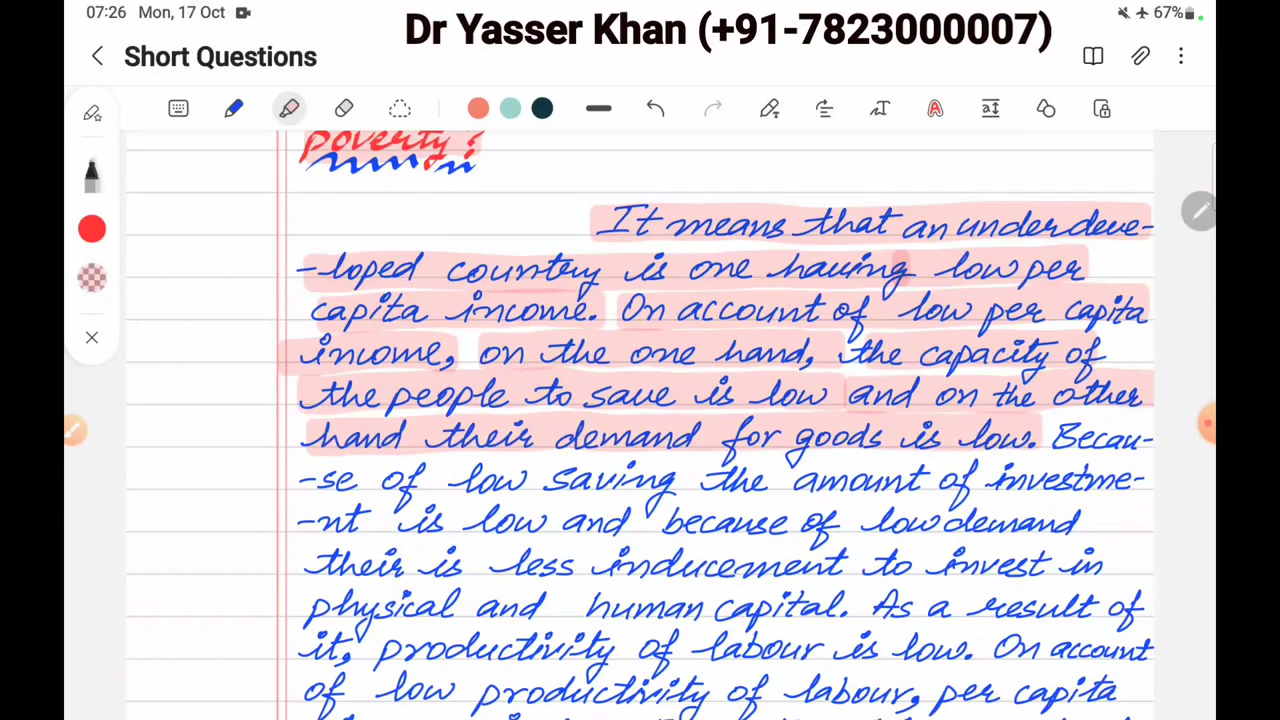 07:26 Mon, 17 Oct
Dr Yasser Khan (+91-7823000007)
67%
Short Questions
poverty?
It means that an underdeve-
-loped country is one having low per
capita income. On account of low per capita
income, on the one hand, the capacity of
the people to save is low and on the other
hand their demand for goods is low. Becau-
-se of low saving the amount of investme-
-nt is low and because of low demand
their is less inducement to invest in
physical and human capital. As a result of
it, productivity of labour is low. On account
of low productivity of labour, per capita